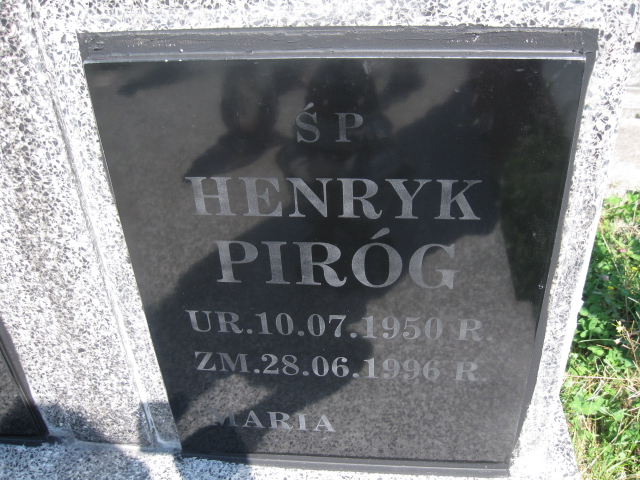 ŚP
HENRYK
PIRÓG
UR.10.07.1950 R.
ZM.28.06.1996 R.
MARIA